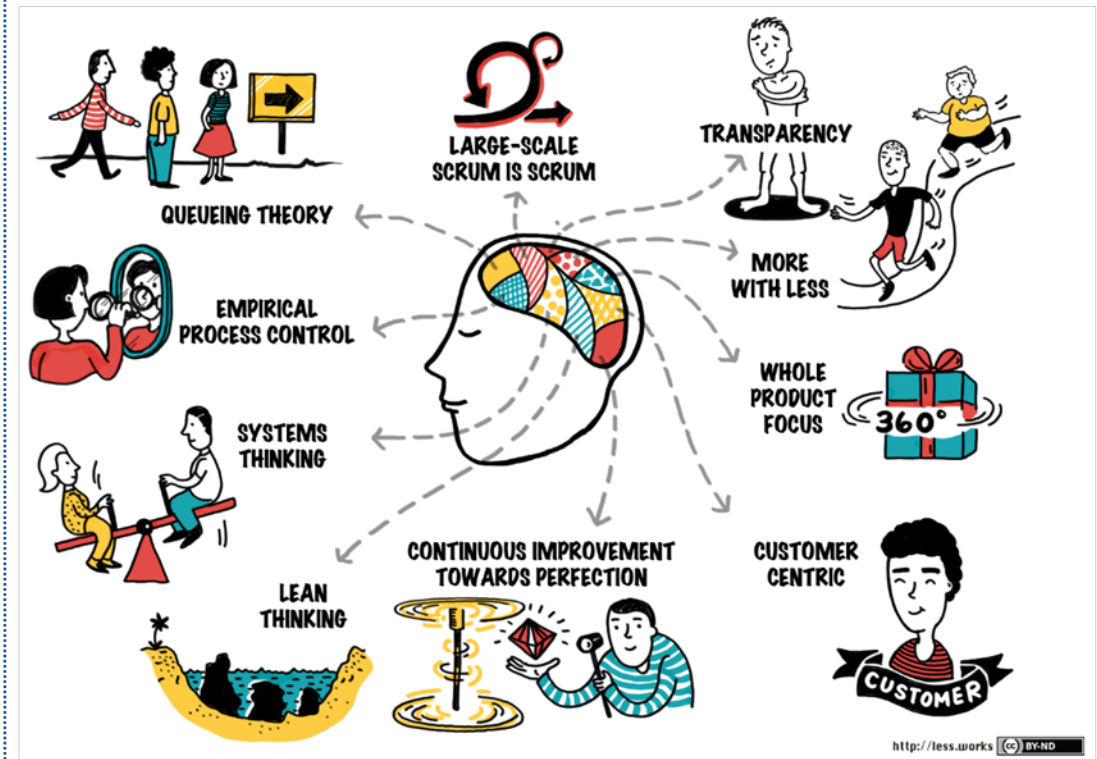 LARGE-SCALE
SCRUM IS SCRUM
TRANSPARENCY
QUEUEING THEORY
MORE
WITH LESS
EMPIRICAL
PROCESS CONTROL
WHOLE
PRODUCT
FOCUS
360°
SYSTEMS
THINKING
CONTINUOUS IMPROVEMENT
TOWARDS PERFECTION
CUSTOMER
CENTRIC
LEAN
THINKING
CUSTOMER
http://less.works
cc BY-ND